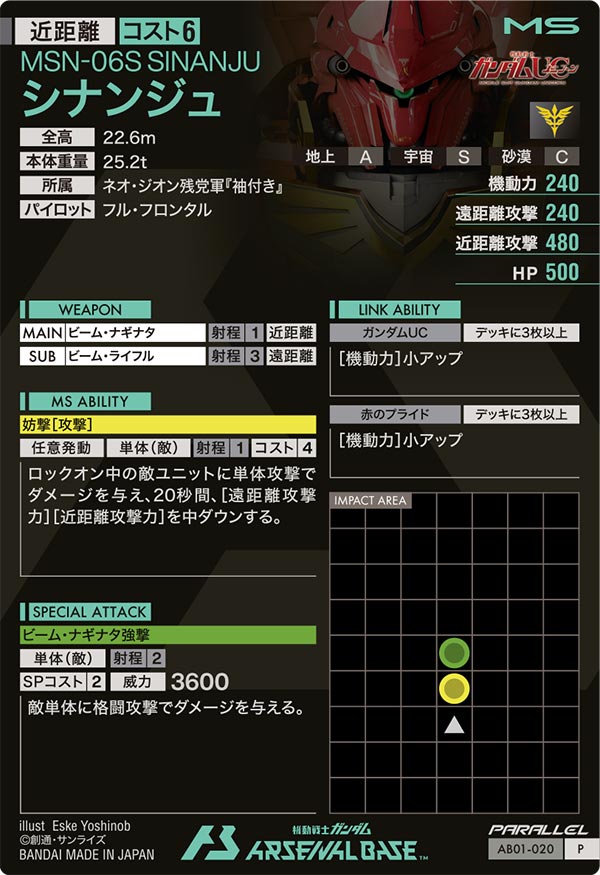 近距離 コスト6 MS
MSN-06S SINANJU
シナンジュ
機動戦士
ガンダムUC
全高 22.6m
本体重量 25.2t
所属 ネオ・ジオン残党軍『袖付き』
パイロット フル・フロンタル
地上 A 宇宙 S 砂漠 C
機動力 240
遠距離攻撃 240
近距離攻撃 480
HP 500
WEAPON
MAIN ビーム・ナギナタ 射程 1 近距離
SUB ビーム・ライフル 射程 3 遠距離
MS ABILITY
妨撃[攻撃]
任意発動 単体(敵) 射程 1 コスト 4
ロックオン中の敵ユニットに単体攻撃で
ダメージを与え、20秒間、[遠距離攻撃
力][近距離攻撃力]を中ダウンする。
SPECIAL ATTACK
ビーム・ナギナタ強撃
単体(敵) 射程 2
SPコスト 2 威力 3600
敵単体に格闘攻撃でダメージを与える。
LINK ABILITY
ガンダムUC デッキに3枚以上
[機動力]小アップ
赤のプライド デッキに3枚以上
[機動力]小アップ
IMPACT AREA
illust Eske Yoshinob
©創通・サンライズ
BANDAI MADE IN JAPAN
機動戦士ガンダム
ARSENAL BASE™
PARALLEL
AB01-020 P